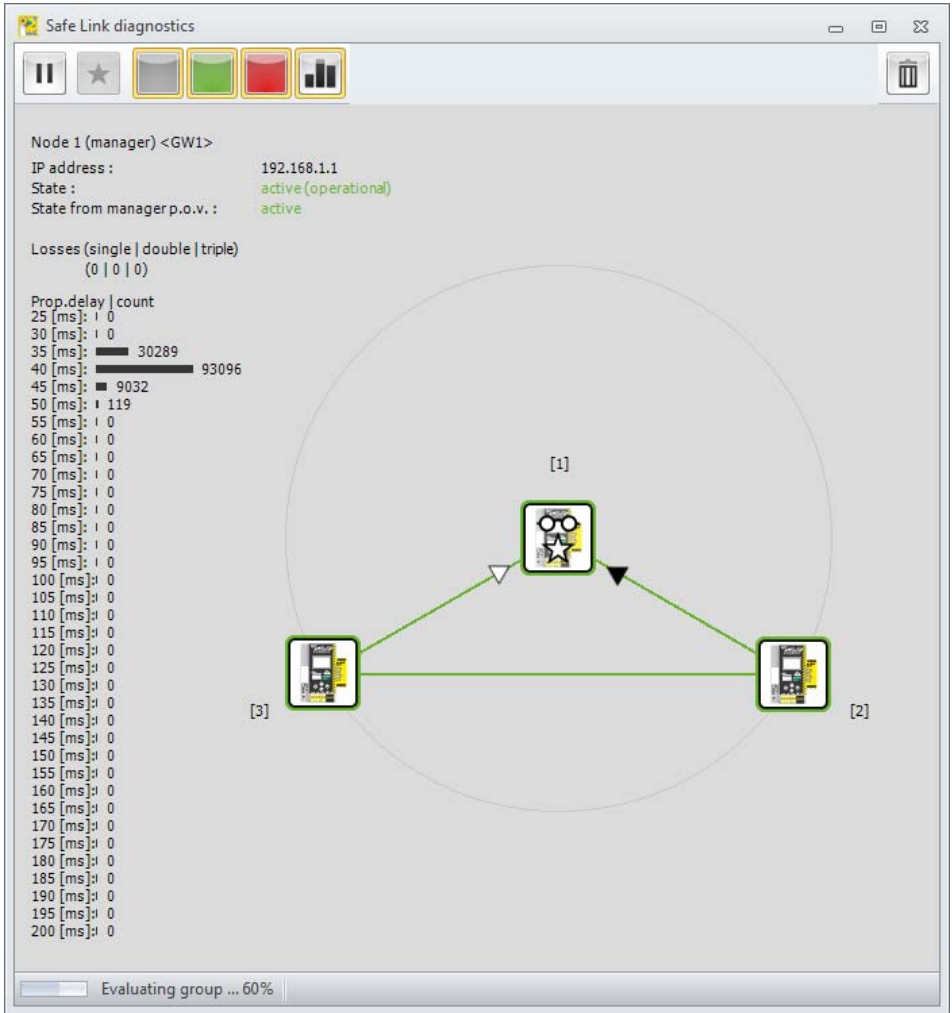 Safe Link diagnostics
Node 1 (manager) <GW1>
IP address : 192.168.1.1
State : active (operational)
State from manager p.o.v. : active
Losses (single | double | triple)
(0 | 0 | 0)
Prop.delay | count
25 [ms]: 0
30 [ms]: 0
35 [ms]: 30289
40 [ms]: 93096
45 [ms]: 9032
50 [ms]: 119
55 [ms]: 0
60 [ms]: 0
65 [ms]: 0
70 [ms]: 0
75 [ms]: 0
80 [ms]: 0
85 [ms]: 0
90 [ms]: 0
95 [ms]: 0
100 [ms]: 0
105 [ms]: 0
110 [ms]: 0
115 [ms]: 0
120 [ms]: 0
125 [ms]: 0
130 [ms]: 0
135 [ms]: 0
140 [ms]: 0
145 [ms]: 0
150 [ms]: 0
155 [ms]: 0
160 [ms]: 0
165 [ms]: 0
170 [ms]: 0
175 [ms]: 0
180 [ms]: 0
185 [ms]: 0
190 [ms]: 0
195 [ms]: 0
200 [ms]: 0
[1]
[3]
[2]
Evaluating group ... 60%